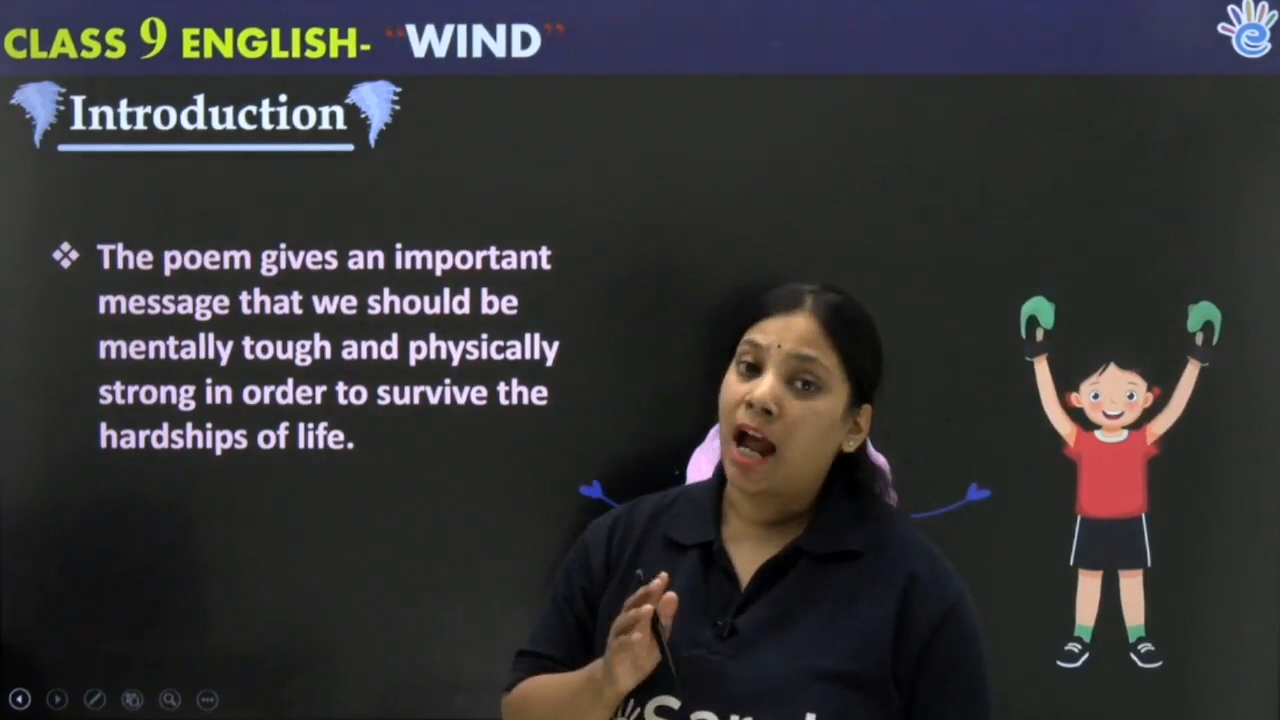 CLASS 9 ENGLISH- "WIND"
Introduction
❖ The poem gives an important
message that we should be
mentally tough and physically
strong in order to survive the
hardships of life.